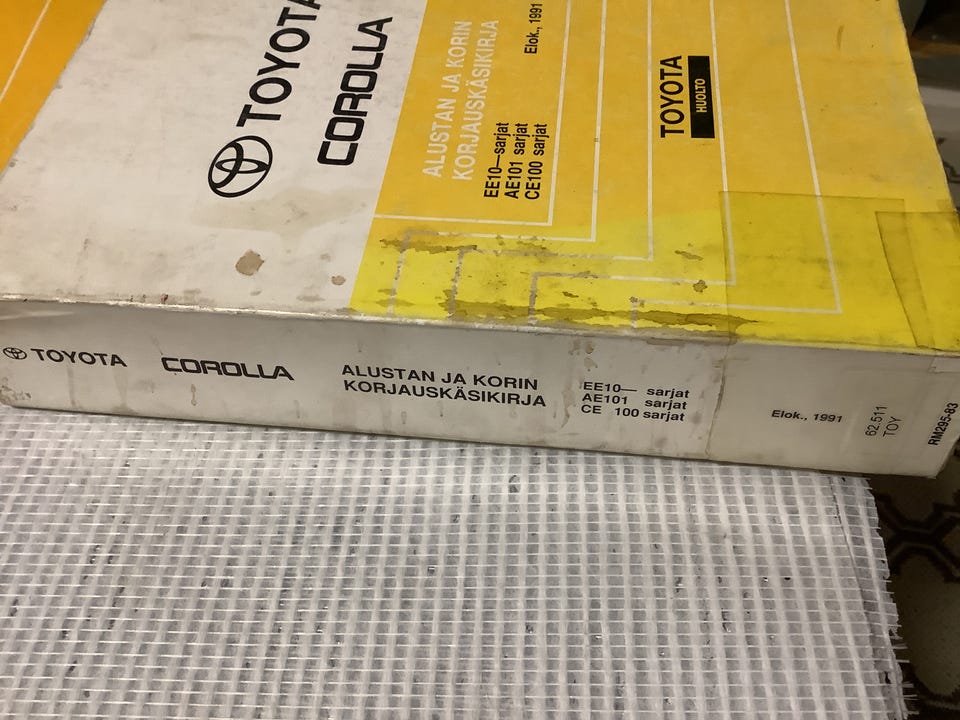 TOYOTA
COROLLA
ALUSTAN JA KORIN
KORJAUSKÄSIKIRJA
EE10—sarjat
AE101 sarjat
CE100 sarjat
Elok., 1991
TOYOTA
HUOLTO
TOYOTA
COROLLA
ALUSTAN JA KORIN
KORJAUSKÄSIKIRJA
EE10— sarjat
AE101 sarjat
CE 100 sarjat
Elok., 1991
62.511
TOY
RM295-83